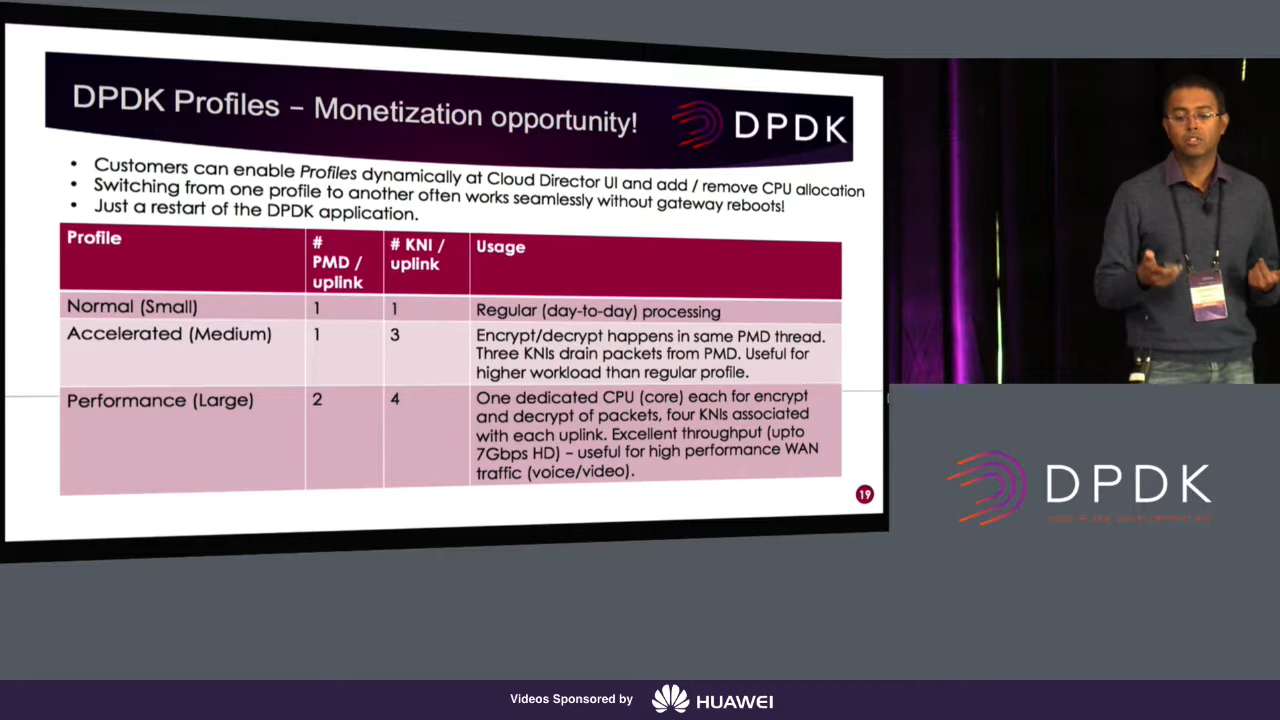 DPDK Profiles – Monetization opportunity!
DPDK
• Customers can enable Profiles dynamically at Cloud Director UI and add / remove CPU allocation
• Switching from one profile to another often works seamlessly without gateway reboots!
• Just a restart of the DPDK application.
Profile
#
PMD /
uplink
# KNI /
uplink
Usage
Normal (Small)
1
1
Regular (day-to-day) processing
Accelerated (Medium)
1
3
Encrypt/decrypt happens in same PMD thread.
Three KNIs drain packets from PMD. Useful for
higher workload than regular profile.
Performance (Large)
2
4
One dedicated CPU (core) each for encrypt
and decrypt of packets, four KNIs associated
with each uplink. Excellent throughput (upto
7Gbps HD) – useful for high performance WAN
traffic (voice/video).
19
DPDK
Videos Sponsored by
HUAWEI